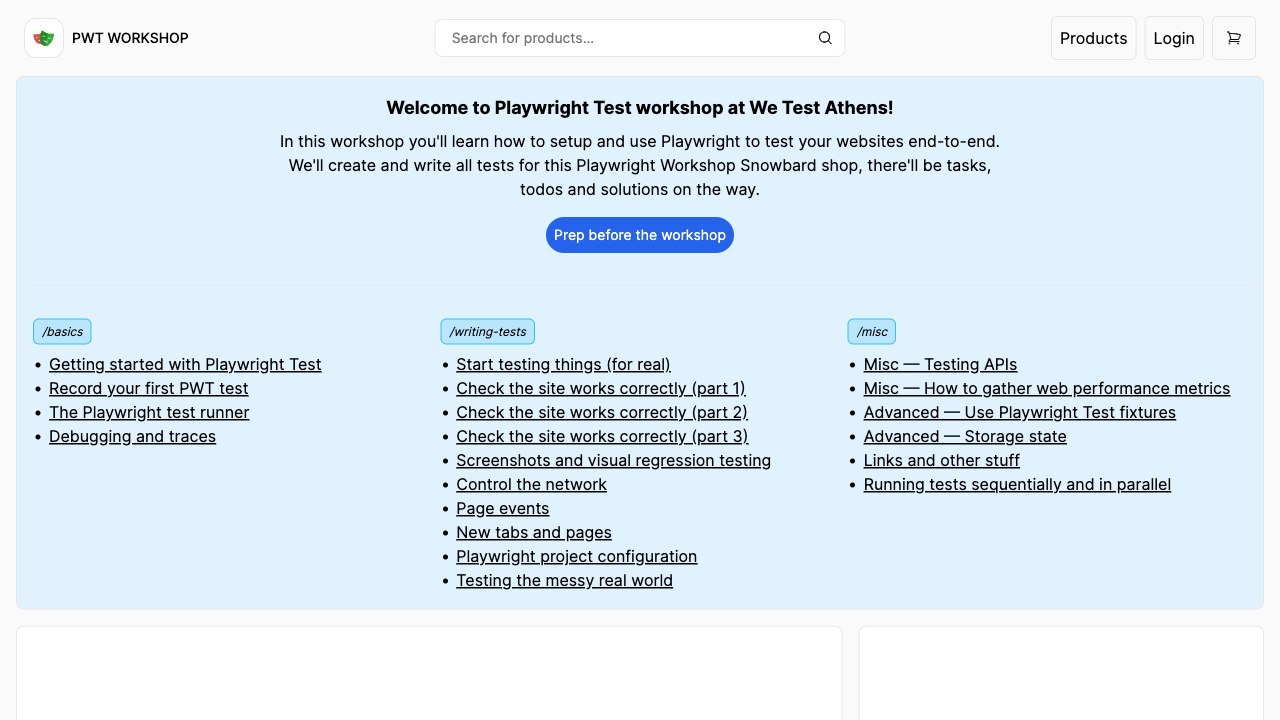 PWT WORKSHOP
Search for products...
Products
Login
Welcome to Playwright Test workshop at We Test Athens!
In this workshop you'll learn how to setup and use Playwright to test your websites end-to-end.
We'll create and write all tests for this Playwright Workshop Snowbard shop, there'll be tasks,
todos and solutions on the way.
Prep before the workshop
/basics
• Getting started with Playwright Test
• Record your first PWT test
• The Playwright test runner
• Debugging and traces
/writing-tests
• Start testing things (for real)
• Check the site works correctly (part 1)
• Check the site works correctly (part 2)
• Check the site works correctly (part 3)
• Screenshots and visual regression testing
• Control the network
• Page events
• New tabs and pages
• Playwright project configuration
• Testing the messy real world
/misc
• Misc — Testing APIs
• Misc — How to gather web performance metrics
• Advanced — Use Playwright Test fixtures
• Advanced — Storage state
• Links and other stuff
• Running tests sequentially and in parallel